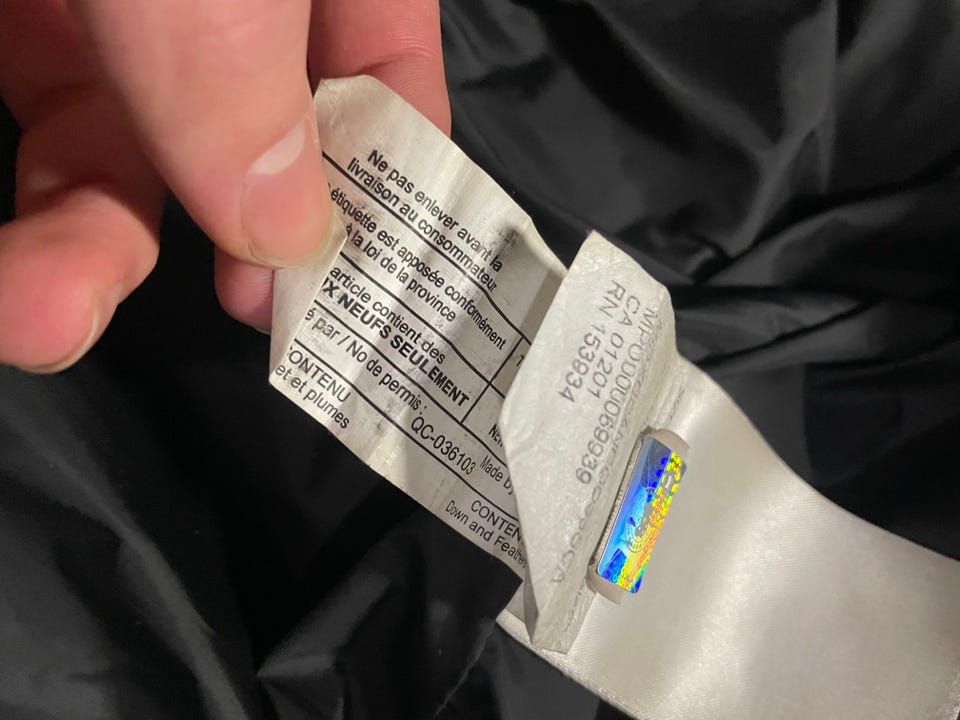 Ne pas enlever avant la
livraison au consommateur
étiquette est apposée conformément
à la loi de la province
article contient des
X NEUFS SEULEMENT
é par / No de permis :
QC-036103
CONTENU
et et plumes
Made by
CONTEN
Down and Feathe
CA 01201
RN 153934